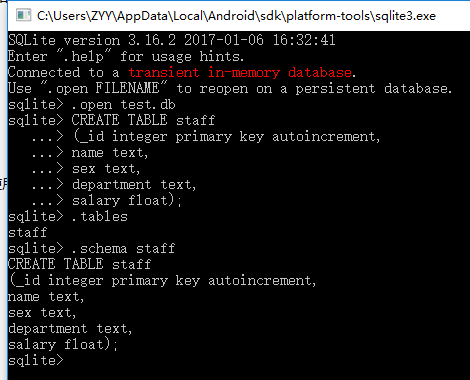 C:\Users\ZYY\AppData\Local\Android\sdk\platform-tools\sqlite3.exe
SQLite version 3.16.2 2017-01-06 16:32:41
Enter ".help" for usage hints.
Connected to a transient in-memory database.
Use ".open FILENAME" to reopen on a persistent database.
sqlite> .open test.db
sqlite> CREATE TABLE staff
   ...> (_id integer primary key autoincrement,
   ...> name text,
   ...> sex text,
   ...> department text,
   ...> salary float);
sqlite> .tables
staff
sqlite> .schema staff
CREATE TABLE staff
(_id integer primary key autoincrement,
name text,
sex text,
department text,
salary float);
sqlite>